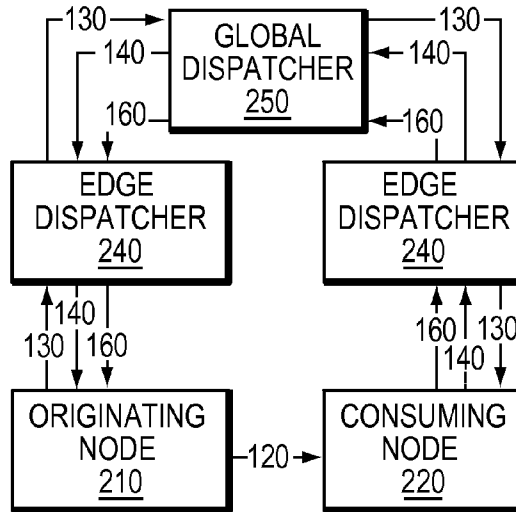 130
GLOBAL
DISPATCHER
250
130
140
140
160
160
EDGE
DISPATCHER
240
EDGE
DISPATCHER
240
140
130
160
160
130
140
ORIGINATING
NODE
210
120
CONSUMING
NODE
220